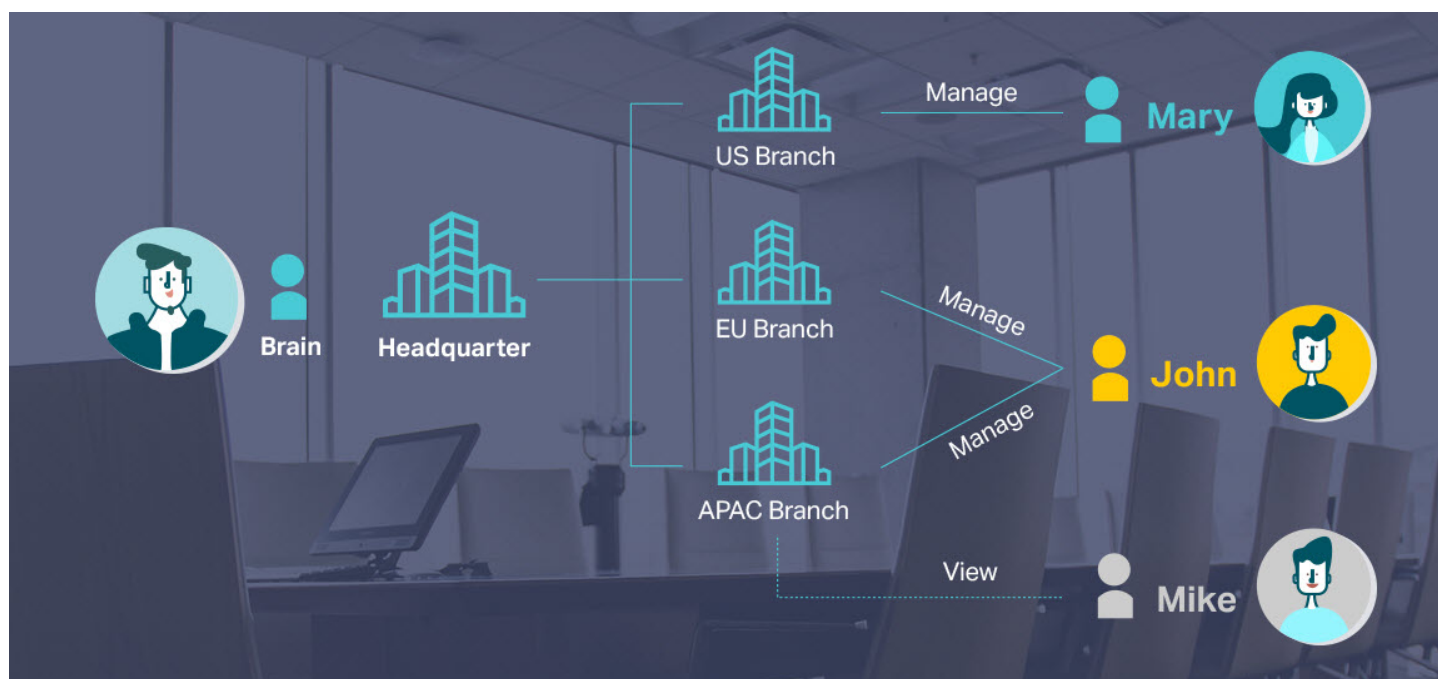 US Branch
Manage
Mary
Brain
Headquarter
EU Branch
Manage
John
Manage
APAC Branch
View
Mike